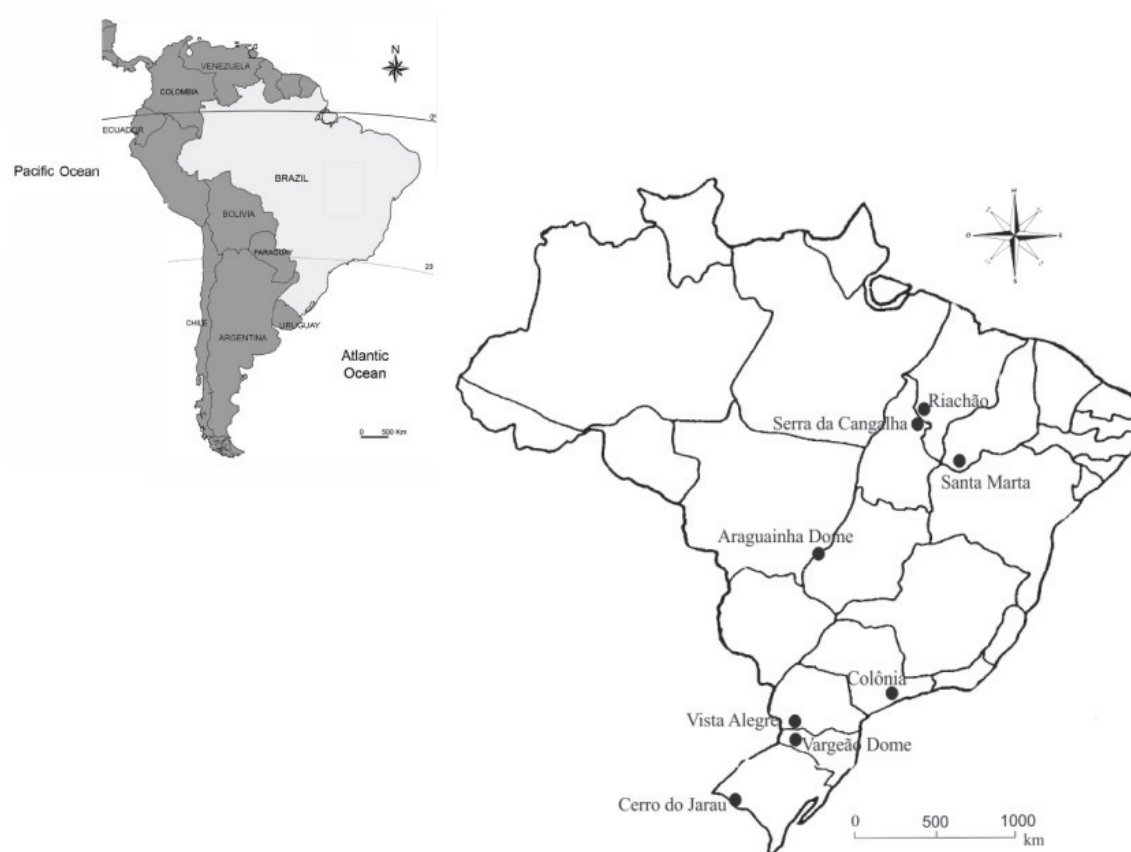 N
VENEZUELA
COLOMBIA
0°
ECUADOR
Pacific Ocean
BRAZIL
BOLIVIA
PARAGUAY
23
CHILE
URUGUAY
ARGENTINA
Atlantic
Ocean
0 500 Km
Riachão
Serra da Cangalha
Santa Marta
Araguainha Dome
Colônia
Vista Alegre
Vargeão Dome
Cerro do Jarau
0 500 1000
km